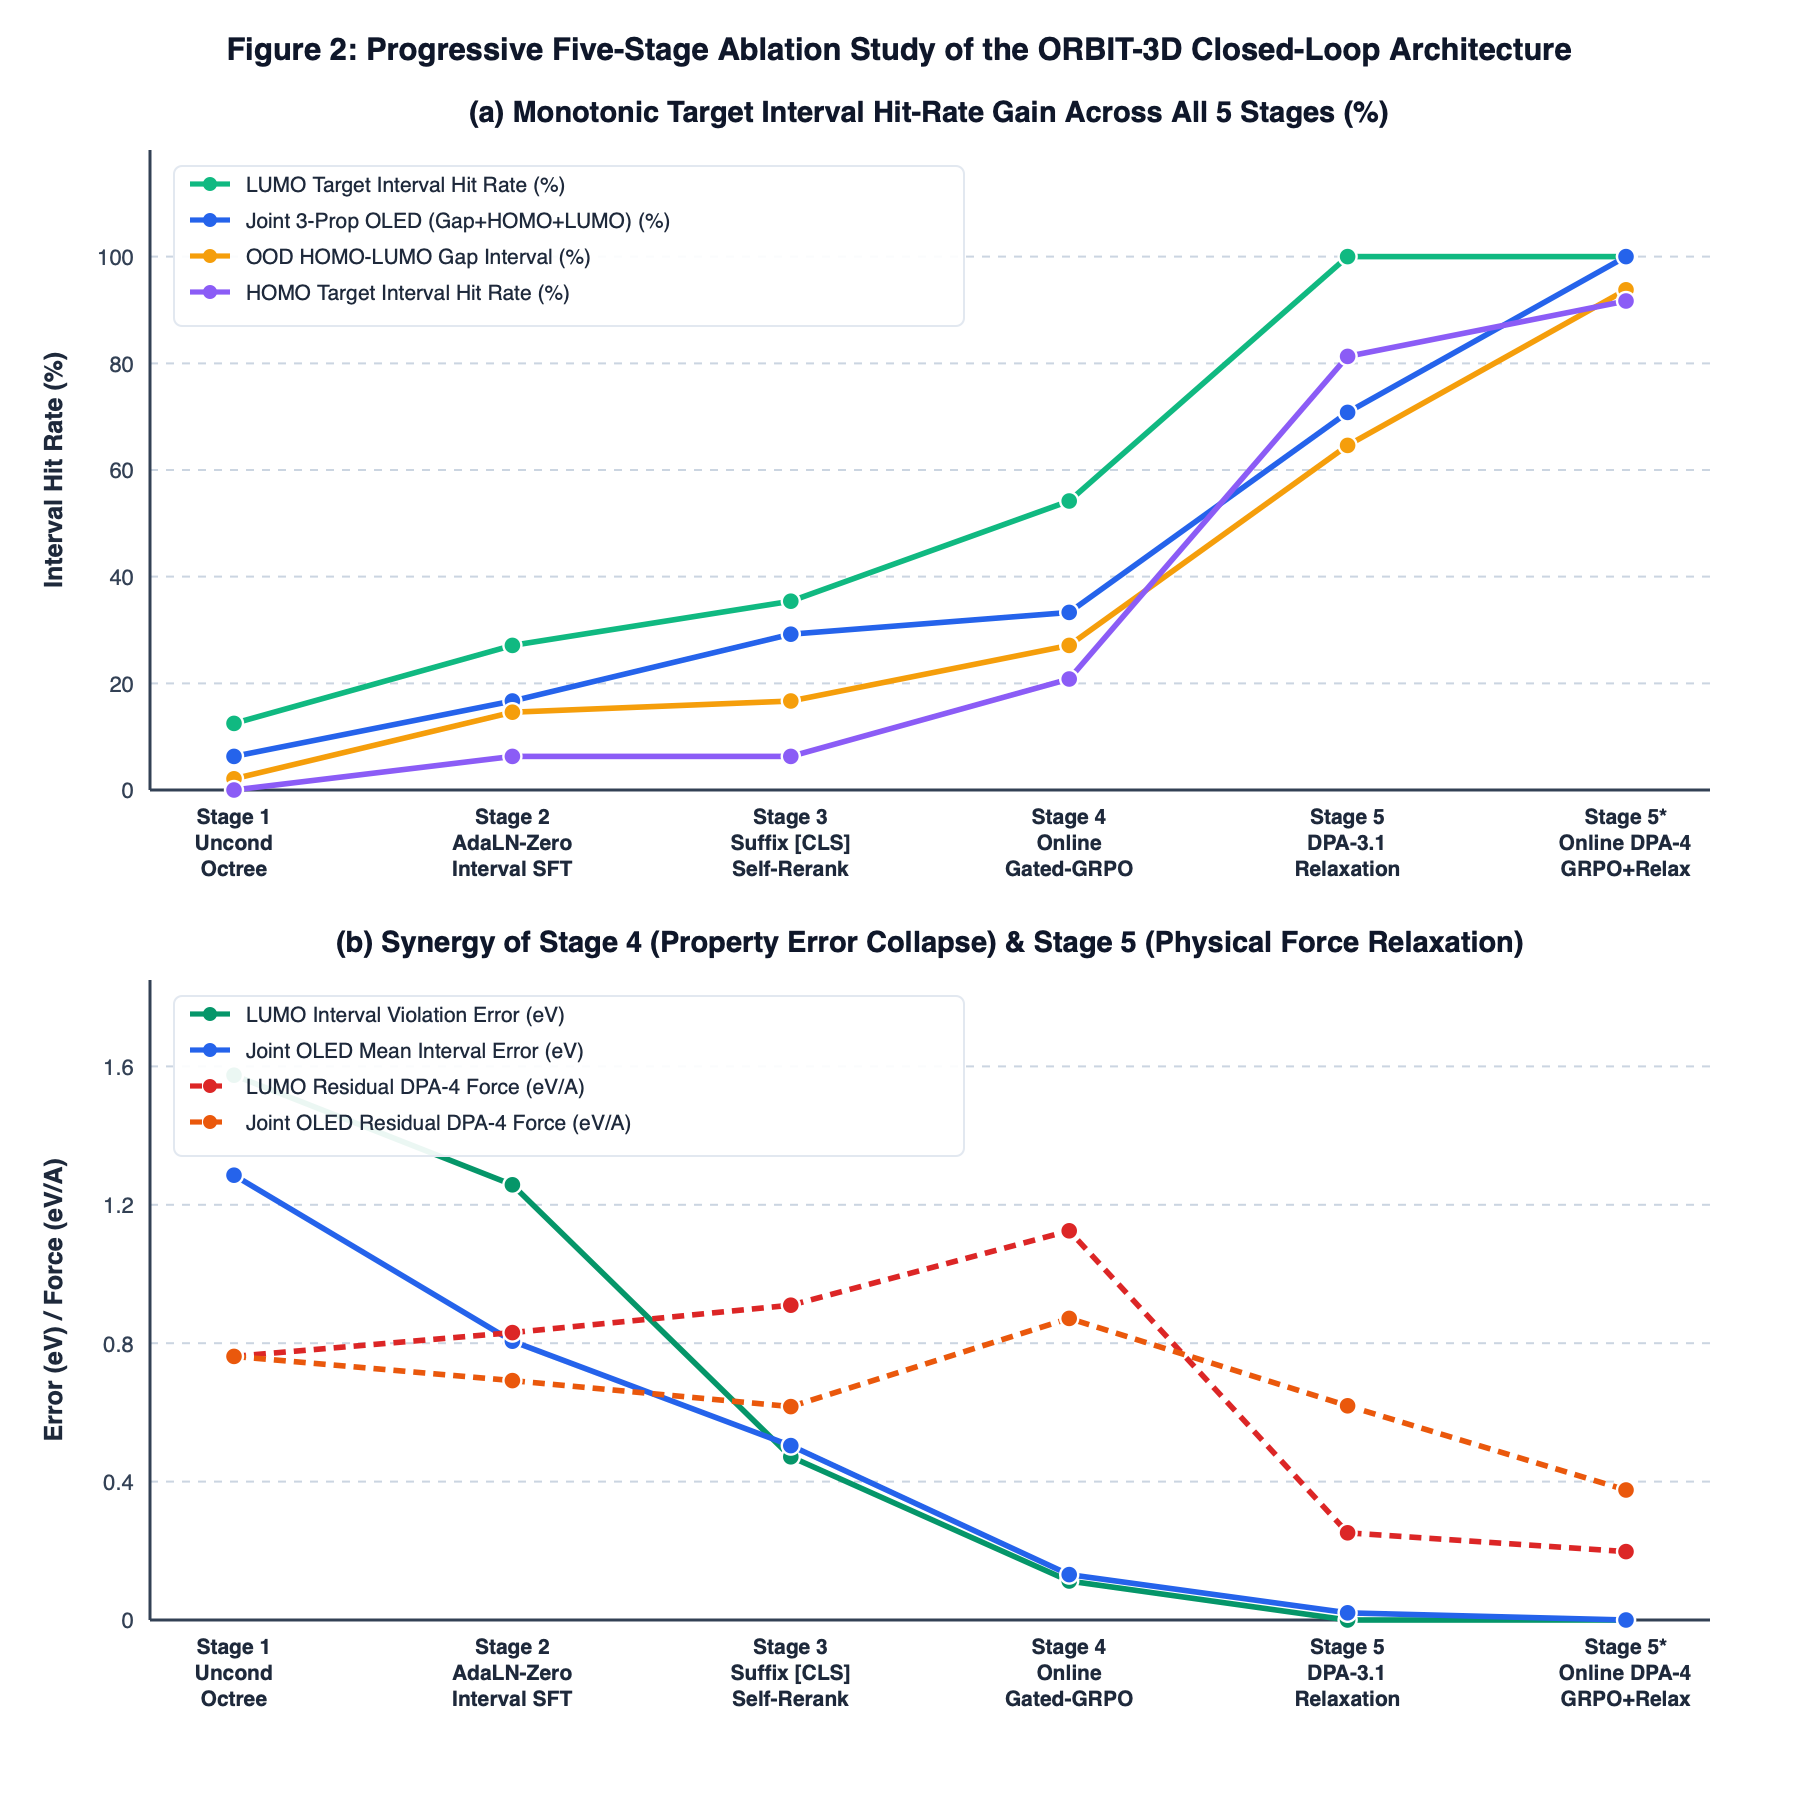 Figure 2: Progressive Five-Stage Ablation Study of the ORBIT-3D Closed-Loop Architecture
(a) Monotonic Target Interval Hit-Rate Gain Across All 5 Stages (%)
LUMO Target Interval Hit Rate (%)
Joint 3-Prop OLED (Gap+HOMO+LUMO) (%)
OOD HOMO-LUMO Gap Interval (%)
HOMO Target Interval Hit Rate (%)
Interval Hit Rate (%)
100
80
60
40
20
0
Stage 1 Stage 2 Stage 3 Stage 4 Stage 5 Stage 5*
Uncond AdaLN-Zero Suffix [CLS] Online DPA-3.1 Online DPA-4
Octree Interval SFT Self-Rerank Gated-GRPO Relaxation GRPO+Relax
(b) Synergy of Stage 4 (Property Error Collapse) & Stage 5 (Physical Force Relaxation)
LUMO Interval Violation Error (eV)
Joint OLED Mean Interval Error (eV)
LUMO Residual DPA-4 Force (eV/A)
Joint OLED Residual DPA-4 Force (eV/A)
Error (eV) / Force (eV/A)
1.6
1.2
0.8
0.4
0
Stage 1 Stage 2 Stage 3 Stage 4 Stage 5 Stage 5*
Uncond AdaLN-Zero Suffix [CLS] Online DPA-3.1 Online DPA-4
Octree Interval SFT Self-Rerank Gated-GRPO Relaxation GRPO+Relax